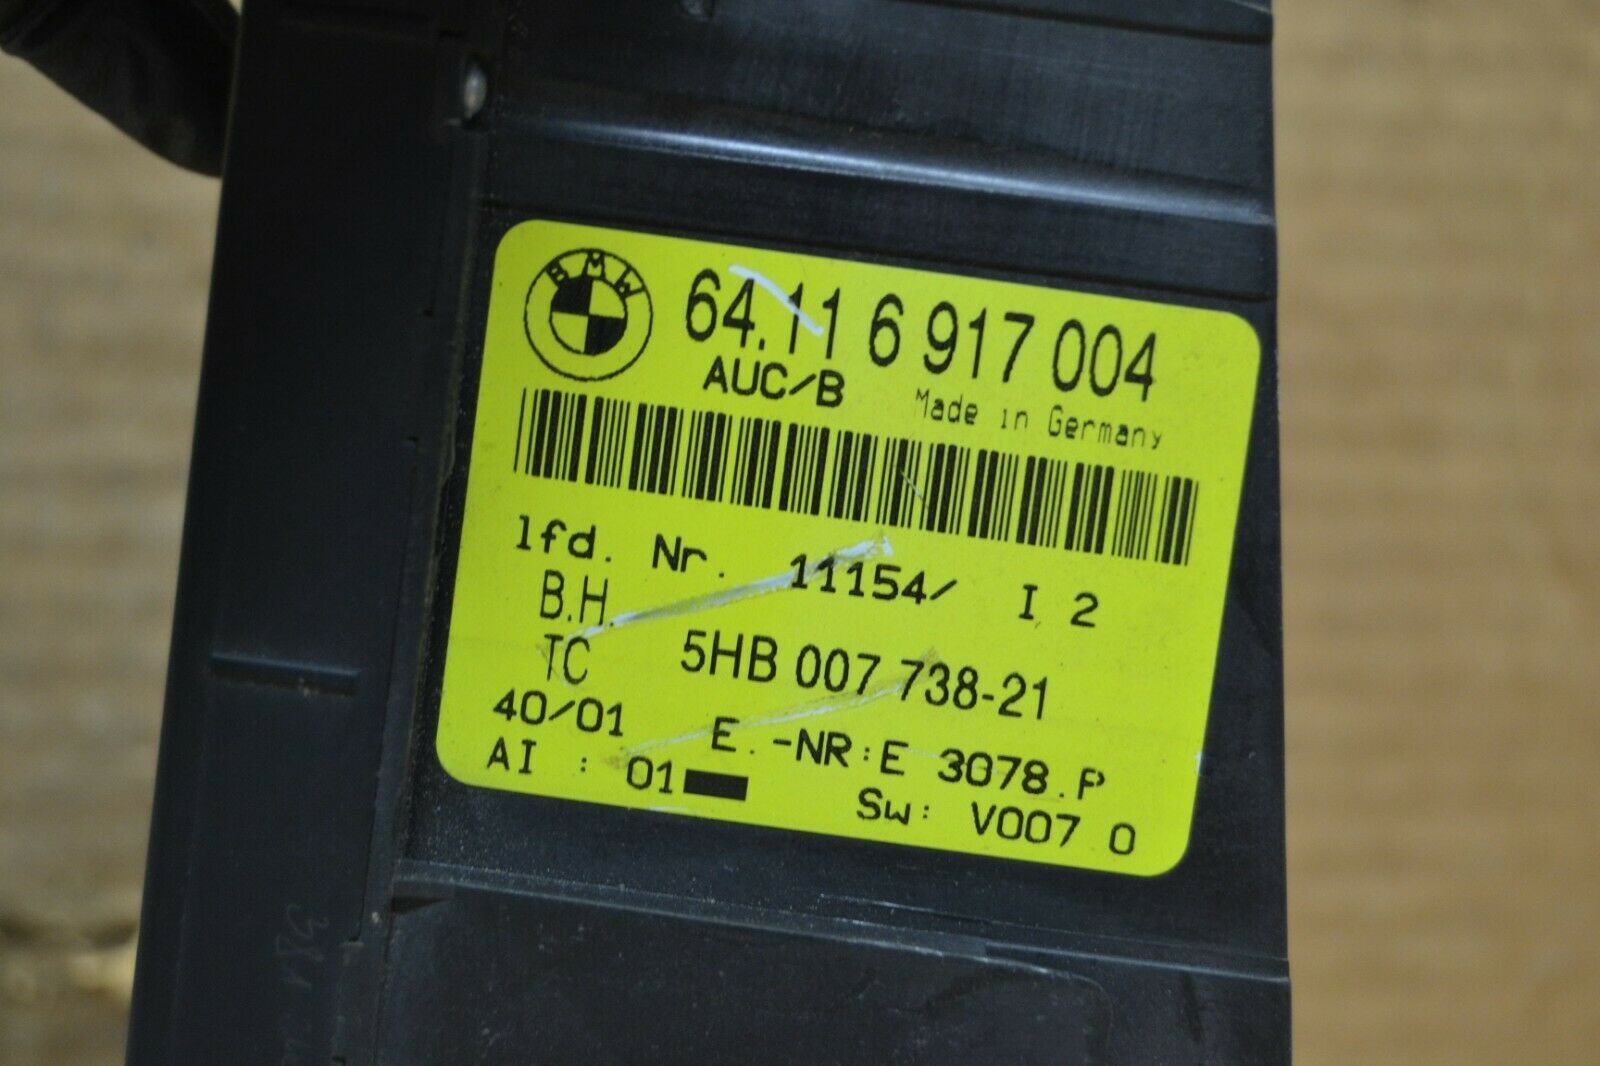 BMW
64.11 6 917 004
AUC/B Made in Germany
lfd. Nr. 11154/ I 2
B.H.
TC 5HB 007 738-21
40/01 E.-NR:E 3078.P
AI : 01
Sw: V007 0